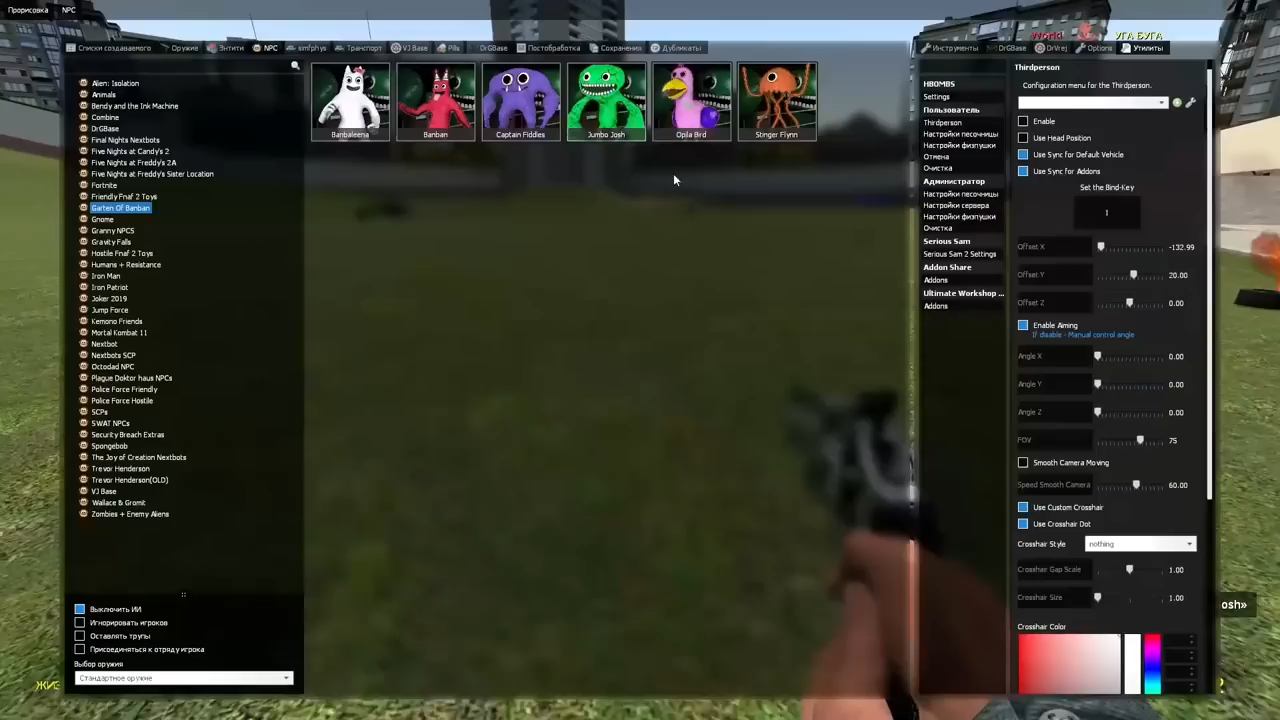 Прорисовка NPC
Work!
УГА БУГА
Списки создаваемого Оружие Энтити NPC simfphys Транспорт VJ Base Pills DrGBase Постобработка Сохранения Дубликаты
Инструменты DrGBase DrVrej Options Утилиты
Alien: Isolation
Animals
Bendy and the Ink Machine
Combine
DrGBase
Final Nights Nextbots
Five Nights at Candy's 2
Five Nights at Freddy's 2A
Five Nights at Freddy's Sister Location
Fortnite
Friendly Fnaf 2 Toys
Garten Of Banban
Gnome
Granny NPCS
Gravity Falls
Hostile Fnaf 2 Toys
Humans + Resistance
Iron Man
Iron Patriot
Joker 2019
Jump Force
Kemono Friends
Mortal Kombat 11
Nextbot
Nextbots SCP
Octodad NPC
Plague Doktor haus NPCs
Police Force Friendly
Police Force Hostile
SCPs
SWAT NPCs
Security Breach Extras
Spongebob
The Joy of Creation Nextbots
Trevor Henderson
Trevor Henderson(OLD)
VJ Base
Wallace & Gromit
Zombies + Enemy Aliens
Выключить ИИ
Игнорировать игроков
Оставлять трупы
Присоединяться к отряду игрока
Выбор оружия
Стандартное оружие
Banbaleena Banban Captain Fiddles Jumbo Josh Opila Bird Stinger Flynn
HBOMBS
Settings
Пользователь
Thirdperson
Настройки песочницы
Настройки физпушки
Отмена
Очистка
Администратор
Настройки песочницы
Настройки сервера
Настройки физпушки
Очистка
Serious Sam
Serious Sam 2 Settings
Addon Share
Addons
Ultimate Workshop ...
Addons
Thirdperson
Configuration menu for the Thirdperson.
Enable
Use Head Position
Use Sync for Default Vehicle
Use Sync for Addons
Set the Bind-Key
I
Offset X -132.99
Offset Y 20.00
Offset Z 0.00
Enable Aiming
If disable - Manual control angle
Angle X 0.00
Angle Y 0.00
Angle Z 0.00
FOV 75
Smooth Camera Moving
Speed Smooth Camera 60.00
Use Custom Crosshair
Use Crosshair Dot
Crosshair Style nothing
Crosshair Gap Scale 1.00
Crosshair Size 1.00
Crosshair Color
osh»